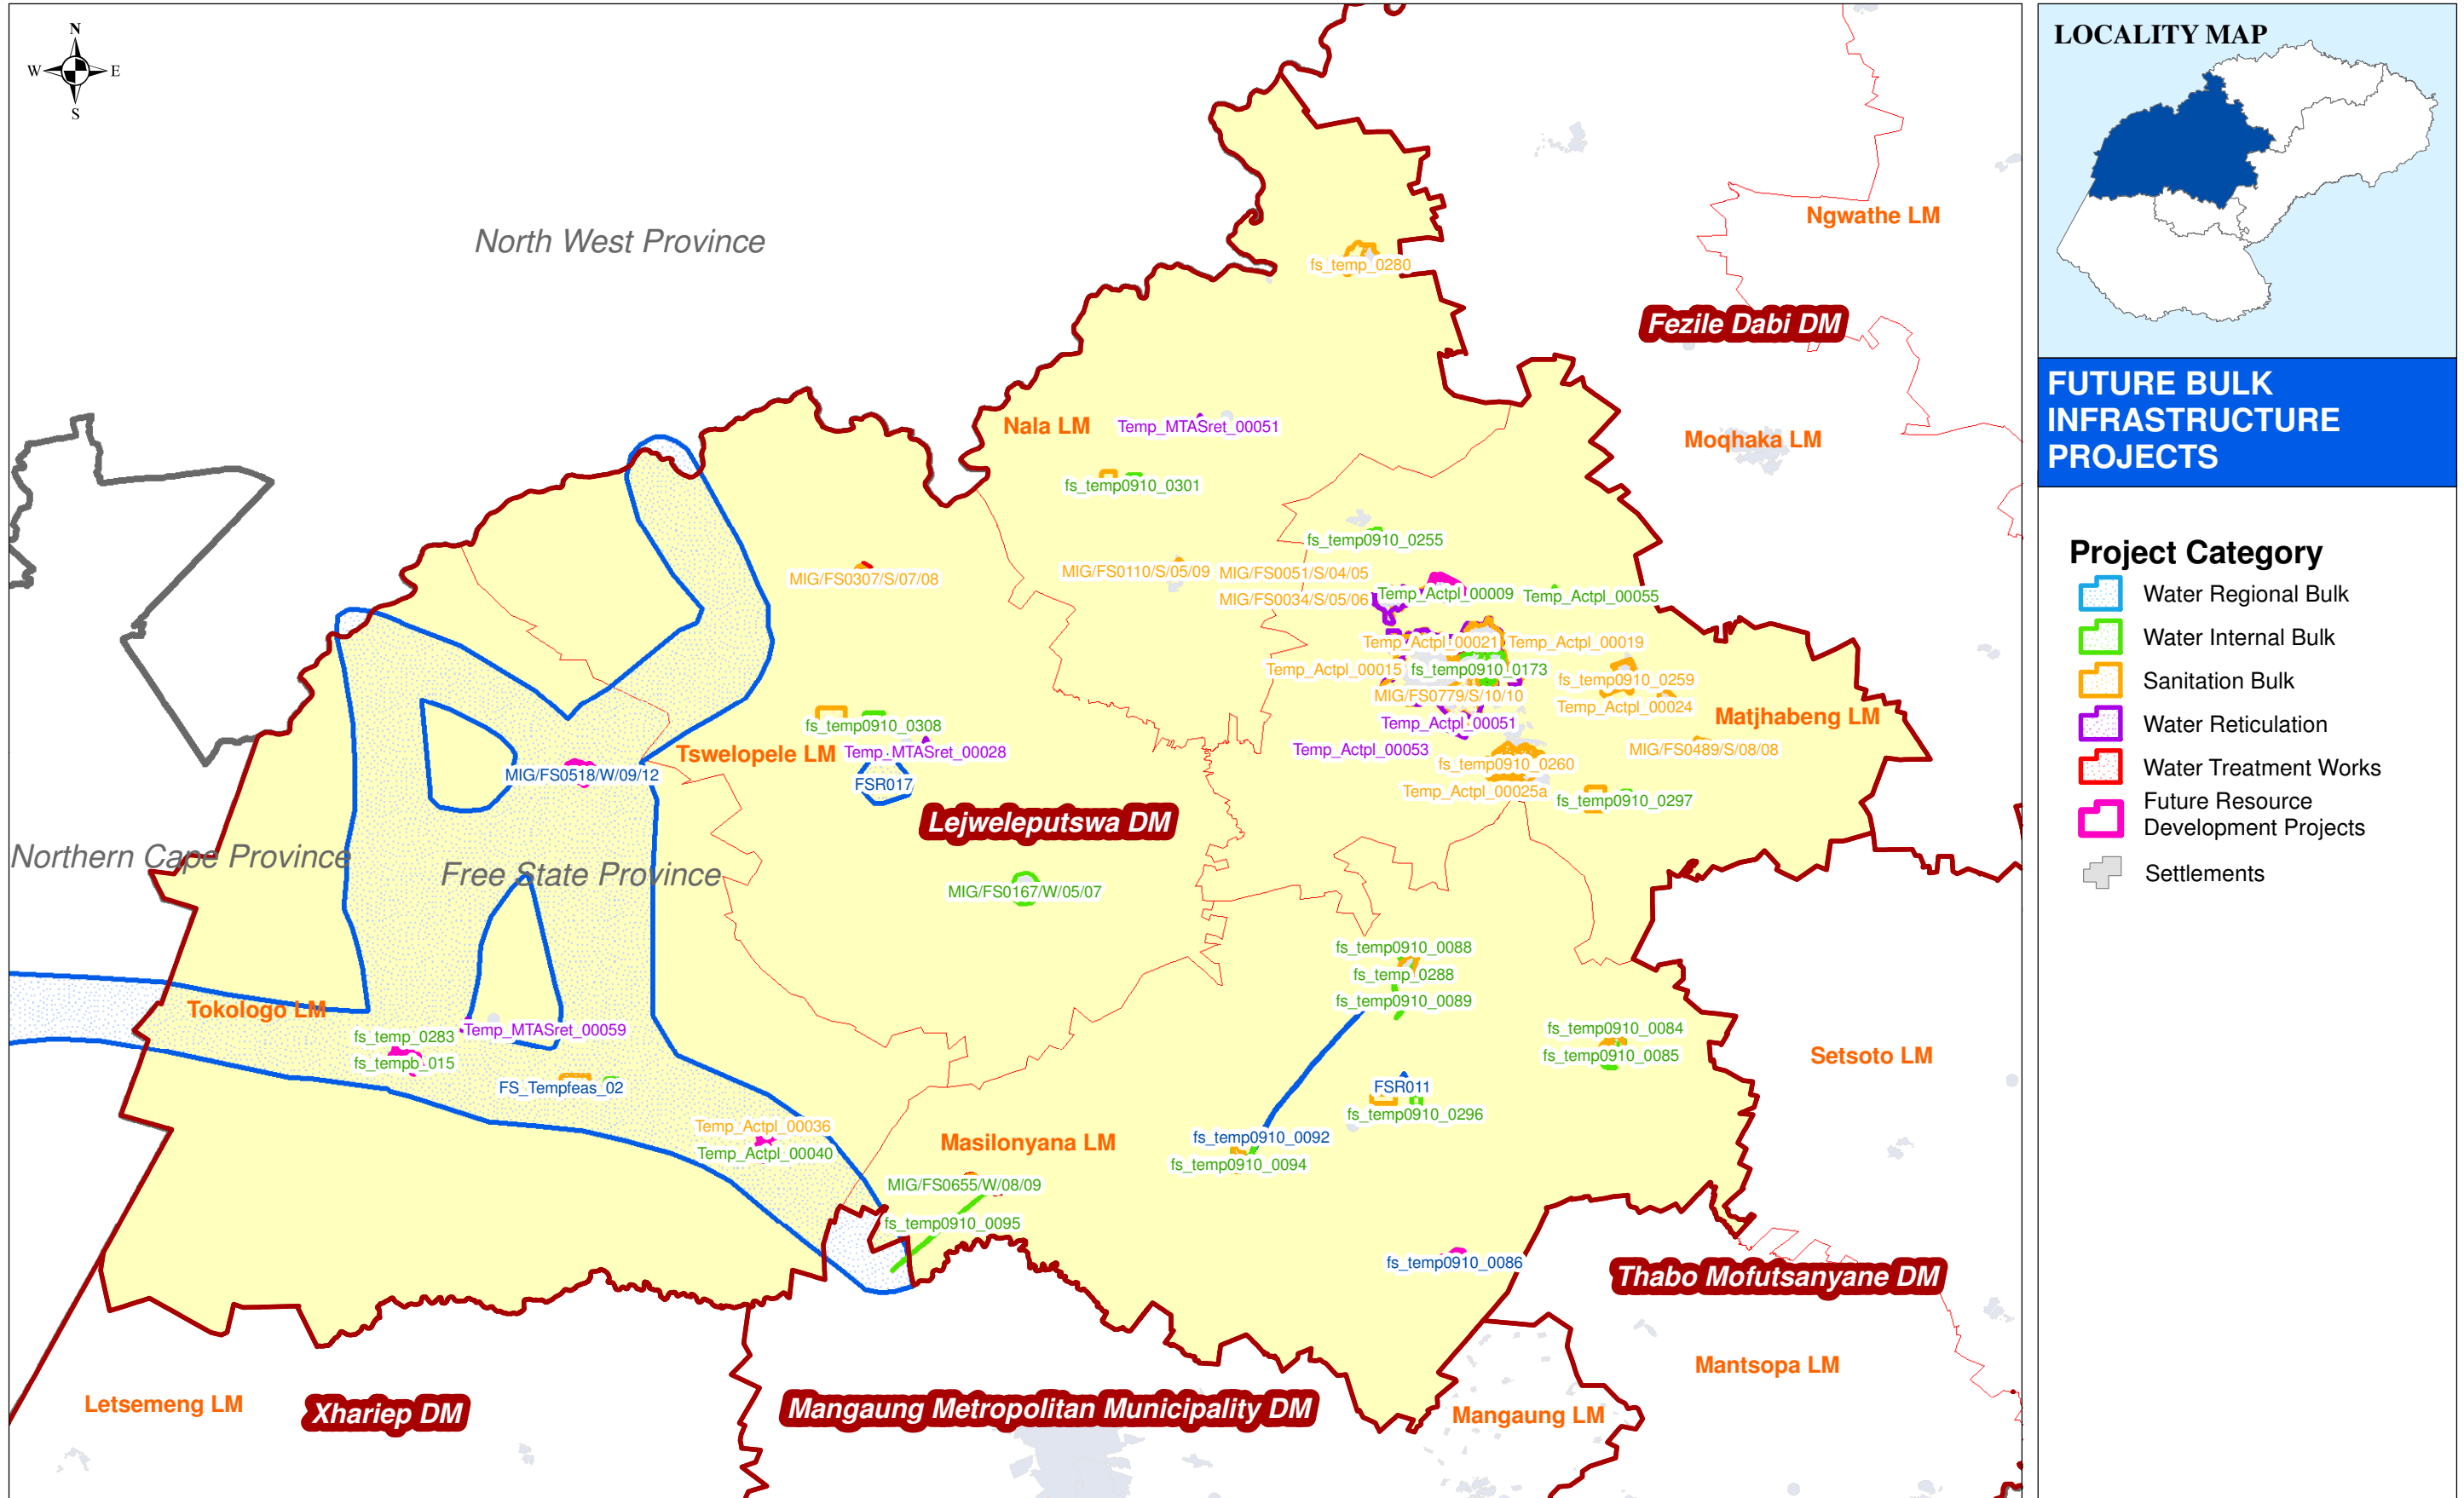 N
W E
S
North West Province
Ngwathe LM
fs_temp_0280
Fezile Dabi DM
Nala LM
Temp_MTASret_00051
Moqhaka LM
fs_temp0910_0301
fs_temp0910_0255
MIG/FS0307/S/07/08
MIG/FS0110/S/05/09
MIG/FS0051/S/04/05
MIG/FS0034/S/05/06
Temp_Actpl_00009
Temp_Actpl_00055
Temp_Actpl_00021
Temp_Actpl_00019
Temp_Actpl_00015
fs_temp0910_0173
fs_temp0910_0259
MIG/FS0779/S/10/10
Temp_Actpl_00024
Temp_Actpl_00051
Matjhabeng LM
fs_temp0910_0308
Tswelopele LM
Temp_MTASret_00028
Temp_Actpl_00053
MIG/FS0489/S/08/08
fs_temp0910_0260
MIG/FS0518/W/09/12
FSR017
Temp_Actpl_00025a
fs_temp0910_0297
Lejweleputswa DM
Northern Cape Province
Free State Province
MIG/FS0167/W/05/07
fs_temp0910_0088
fs_temp_0288
fs_temp0910_0089
Tokologo LM
fs_temp_0283
Temp_MTASret_00059
fs_tempb_015
FS_Tempfeas_02
fs_temp0910_0084
fs_temp0910_0085
Setsoto LM
FSR011
fs_temp0910_0296
Temp_Actpl_00036
Temp_Actpl_00040
Masilonyana LM
fs_temp0910_0092
fs_temp0910_0094
MIG/FS0655/W/08/09
fs_temp0910_0095
fs_temp0910_0086
Thabo Mofutsanyane DM
Mantsopa LM
Letsemeng LM
Xhariep DM
Mangaung Metropolitan Municipality DM
Mangaung LM
LOCALITY MAP
FUTURE BULK
INFRASTRUCTURE
PROJECTS
Project Category
Water Regional Bulk
Water Internal Bulk
Sanitation Bulk
Water Reticulation
Water Treatment Works
Future Resource
Development Projects
Settlements